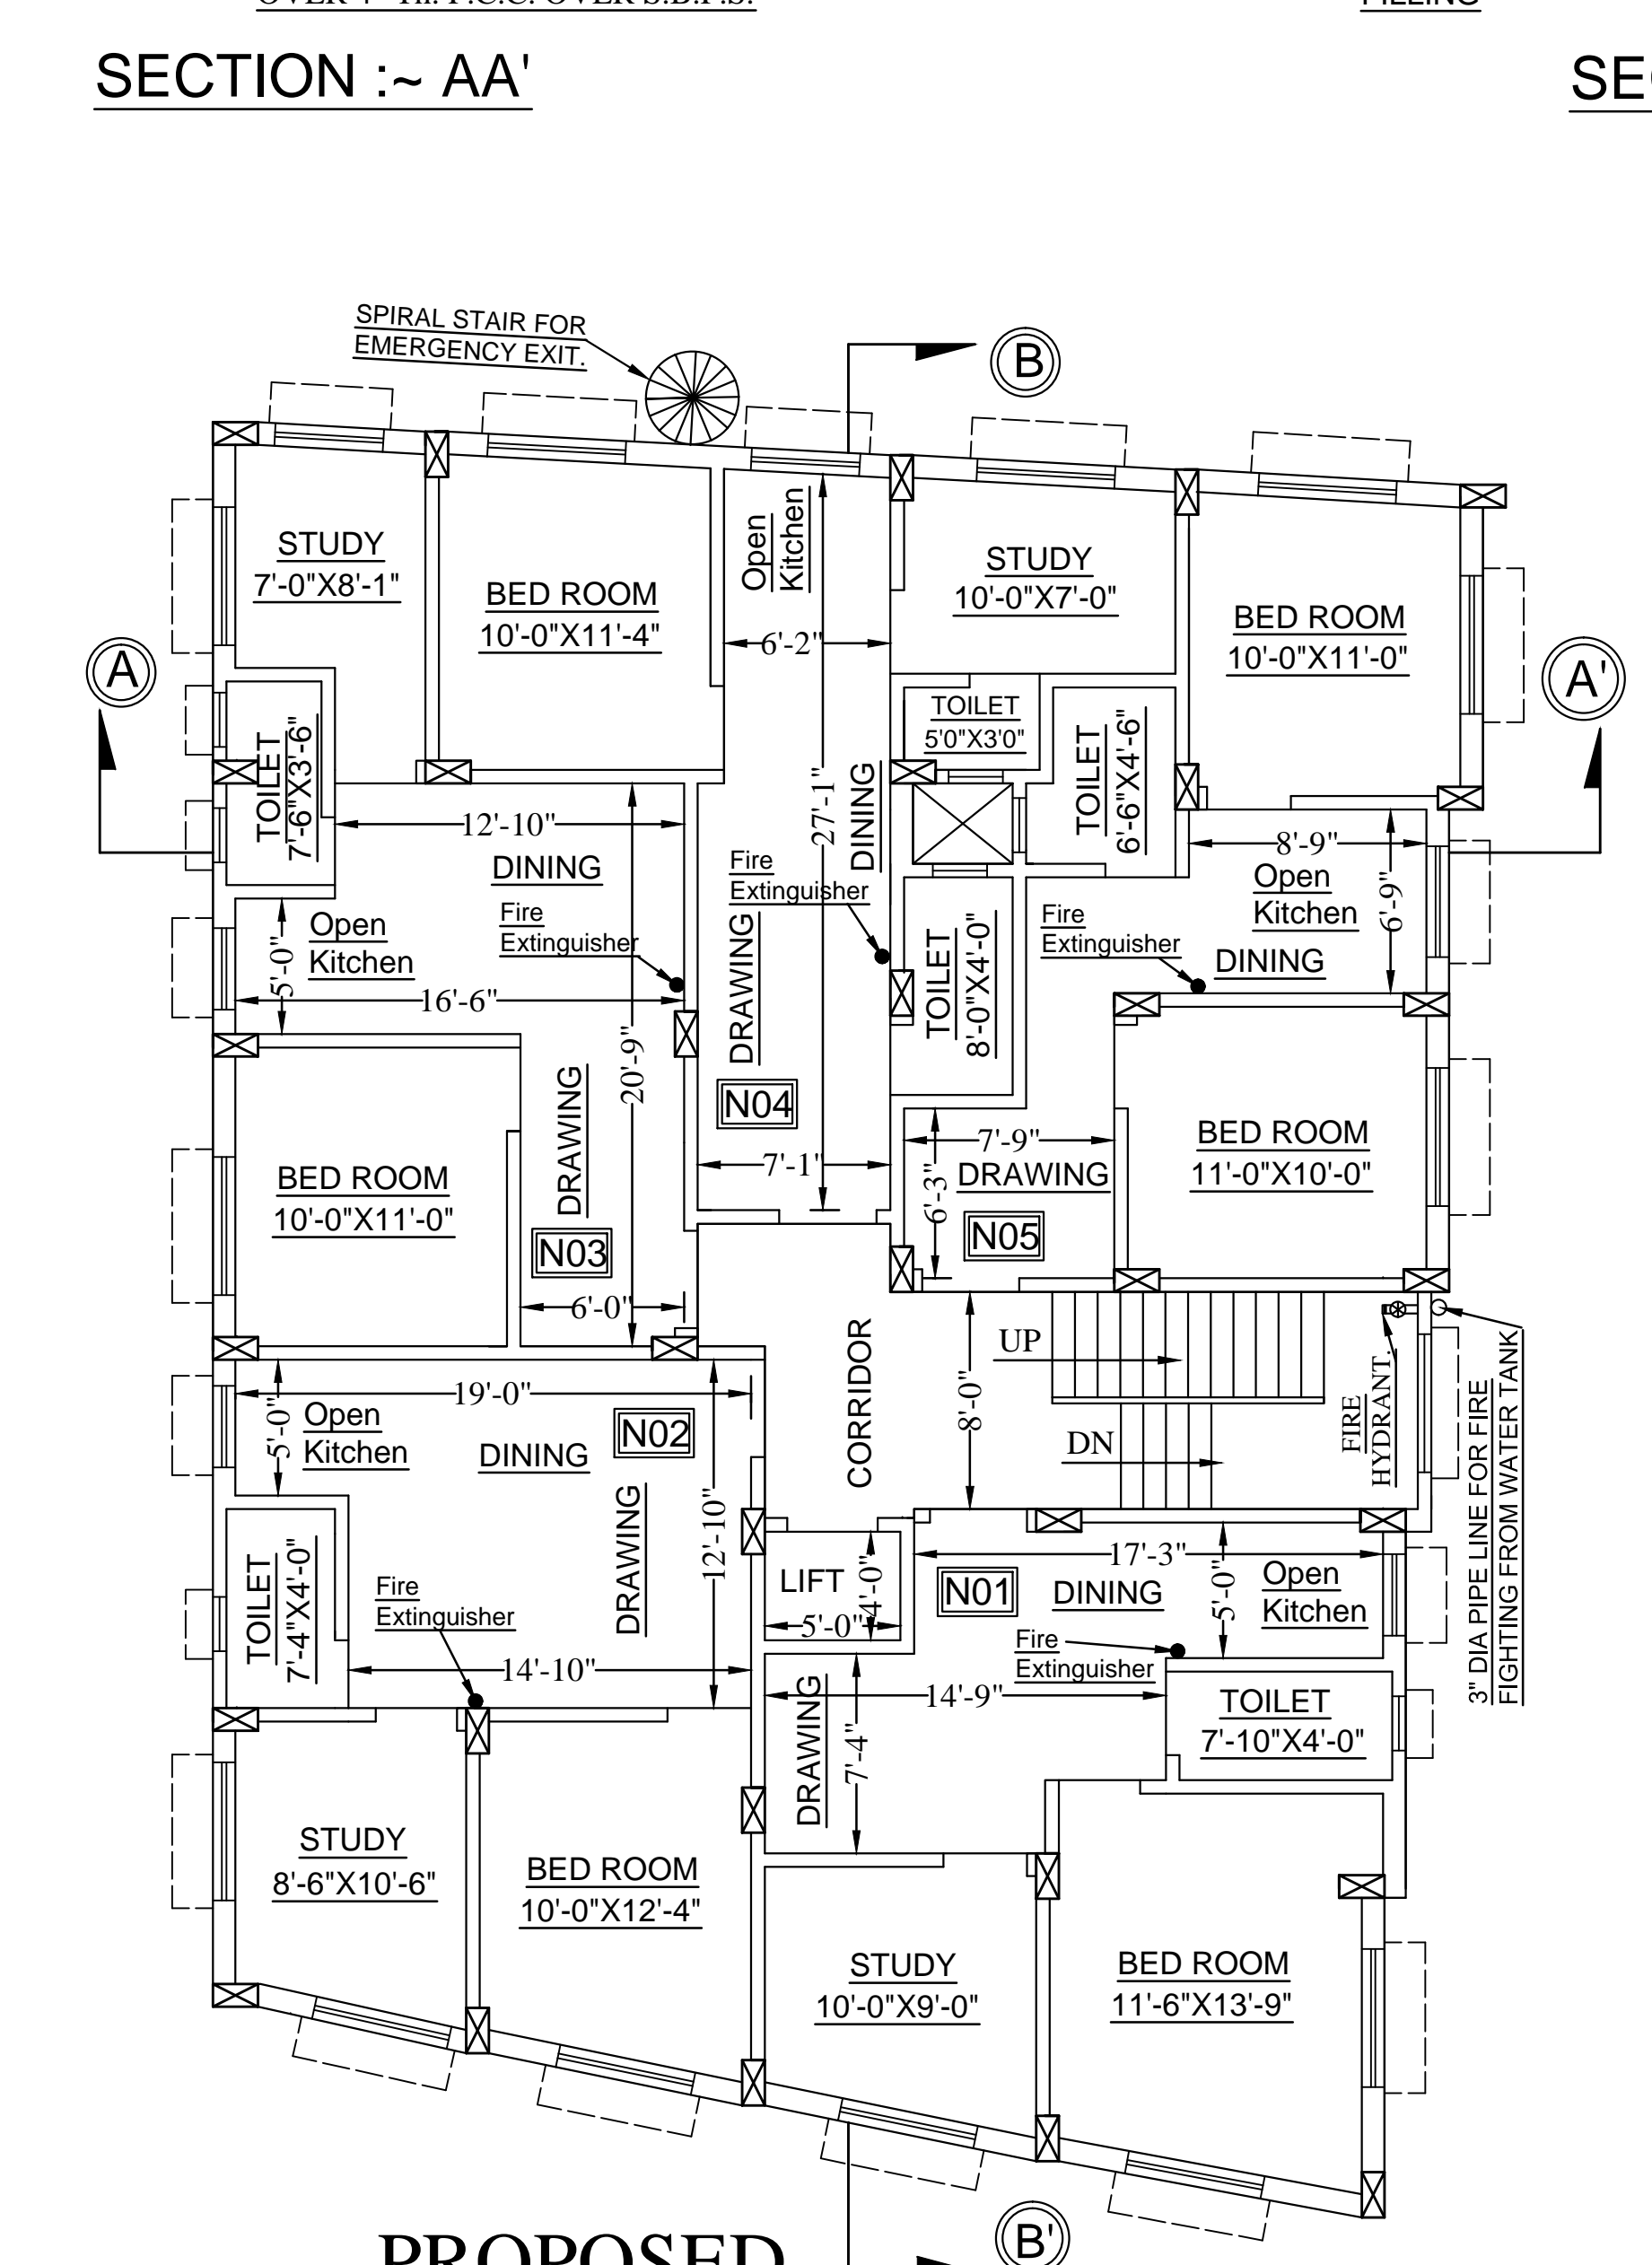 SECTION :~ AA'
SPIRAL STAIR FOR
EMERGENCY EXIT.
B
STUDY
7'-0"X8'-1"
BED ROOM
10'-0"X11'-4"
Open
Kitchen
6'-2"
STUDY
10'-0"X7'-0"
BED ROOM
10'-0"X11'-0"
A
A'
TOILET
7'-6"X3'-6"
TOILET
5'0"X3'0"
TOILET
6'-6"X4'-6"
12'-10"
DINING
27'-1"
DINING
8'-9"
Open
Kitchen
6'-9"
DINING
Fire
Extinguisher
Fire
Extinguisher
Fire
Extinguisher
Open
Kitchen
5'-0"
16'-6"
DRAWING
TOILET
8'-0"X4'-0"
20'-9"
DRAWING
N04
7'-1"
7'-9"
DRAWING
6'-3"
N05
BED ROOM
11'-0"X10'-0"
BED ROOM
10'-0"X11'-0"
N03
6'-0"
CORRIDOR
UP
8'-0"
DN
FIRE
HYDRANT.
3" DIA PIPE LINE FOR FIRE
FIGHTING FROM WATER TANK
19'-0"
5'-0"
Open
Kitchen
DINING
N02
DRAWING
12'-10"
TOILET
7'-4"X4'-0"
Fire
Extinguisher
14'-10"
LIFT
4'-0"
5'-0"
17'-3"
N01
DINING
5'-0"
Open
Kitchen
Fire
Extinguisher
14'-9"
DRAWING
7'-4"
TOILET
7'-10"X4'-0"
STUDY
8'-6"X10'-6"
BED ROOM
10'-0"X12'-4"
STUDY
10'-0"X9'-0"
BED ROOM
11'-6"X13'-9"
PROPOSED
B'